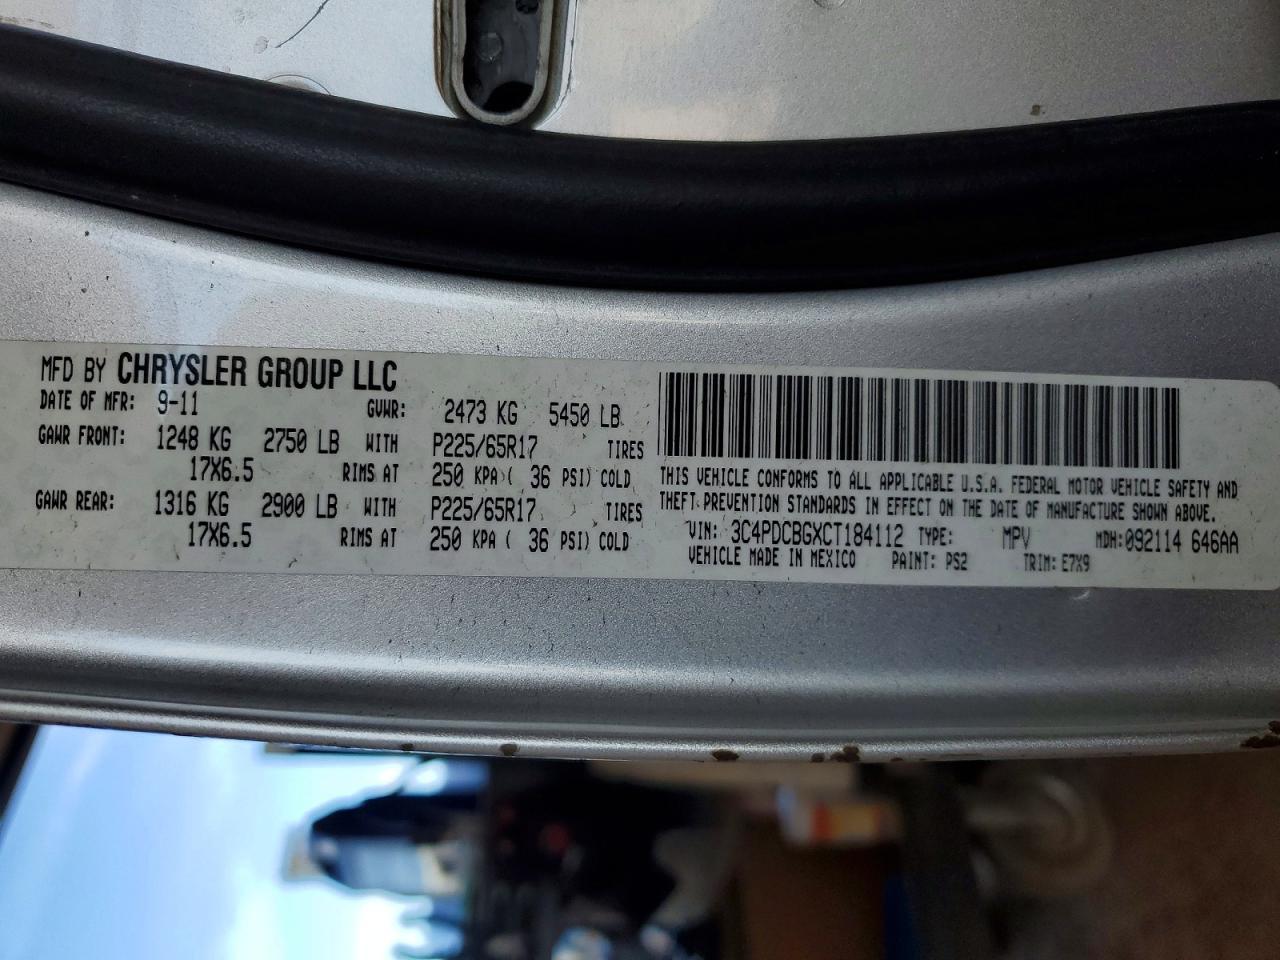 MFD BY CHRYSLER GROUP LLC
DATE OF MFR: 9-11 GVWR: 2473 KG 5450 LB
GAWR FRONT: 1248 KG 2750 LB WITH P225/65R17 TIRES
17X6.5 RIMS AT 250 KPA ( 36 PSI) COLD
GAWR REAR: 1316 KG 2900 LB WITH P225/65R17 TIRES
17X6.5 RIMS AT 250 KPA ( 36 PSI) COLD
THIS VEHICLE CONFORMS TO ALL APPLICABLE U.S.A. FEDERAL MOTOR VEHICLE SAFETY AND
THEFT PREVENTION STANDARDS IN EFFECT ON THE DATE OF MANUFACTURE SHOWN ABOVE.
VIN: 3C4PDCBGXCT184112 TYPE: MPV MDH:092114 646AA
VEHICLE MADE IN MEXICO PAINT: PS2 TRIM: E7X9